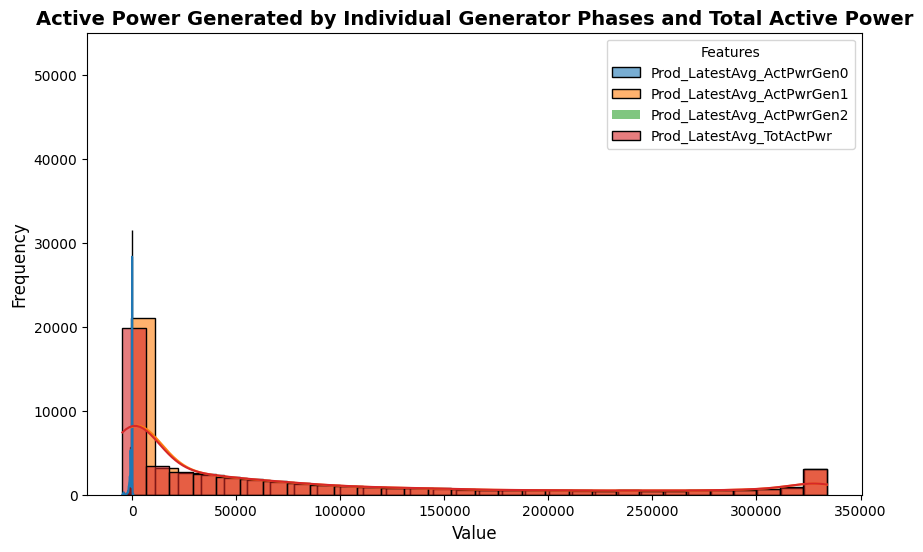 Active Power Generated by Individual Generator Phases and Total Active Power
Features
Prod_LatestAvg_ActPwrGen0
Prod_LatestAvg_ActPwrGen1
Prod_LatestAvg_ActPwrGen2
Prod_LatestAvg_TotActPwr
Frequency
50000
40000
30000
20000
10000
0
0 50000 100000 150000 200000 250000 300000 350000
Value